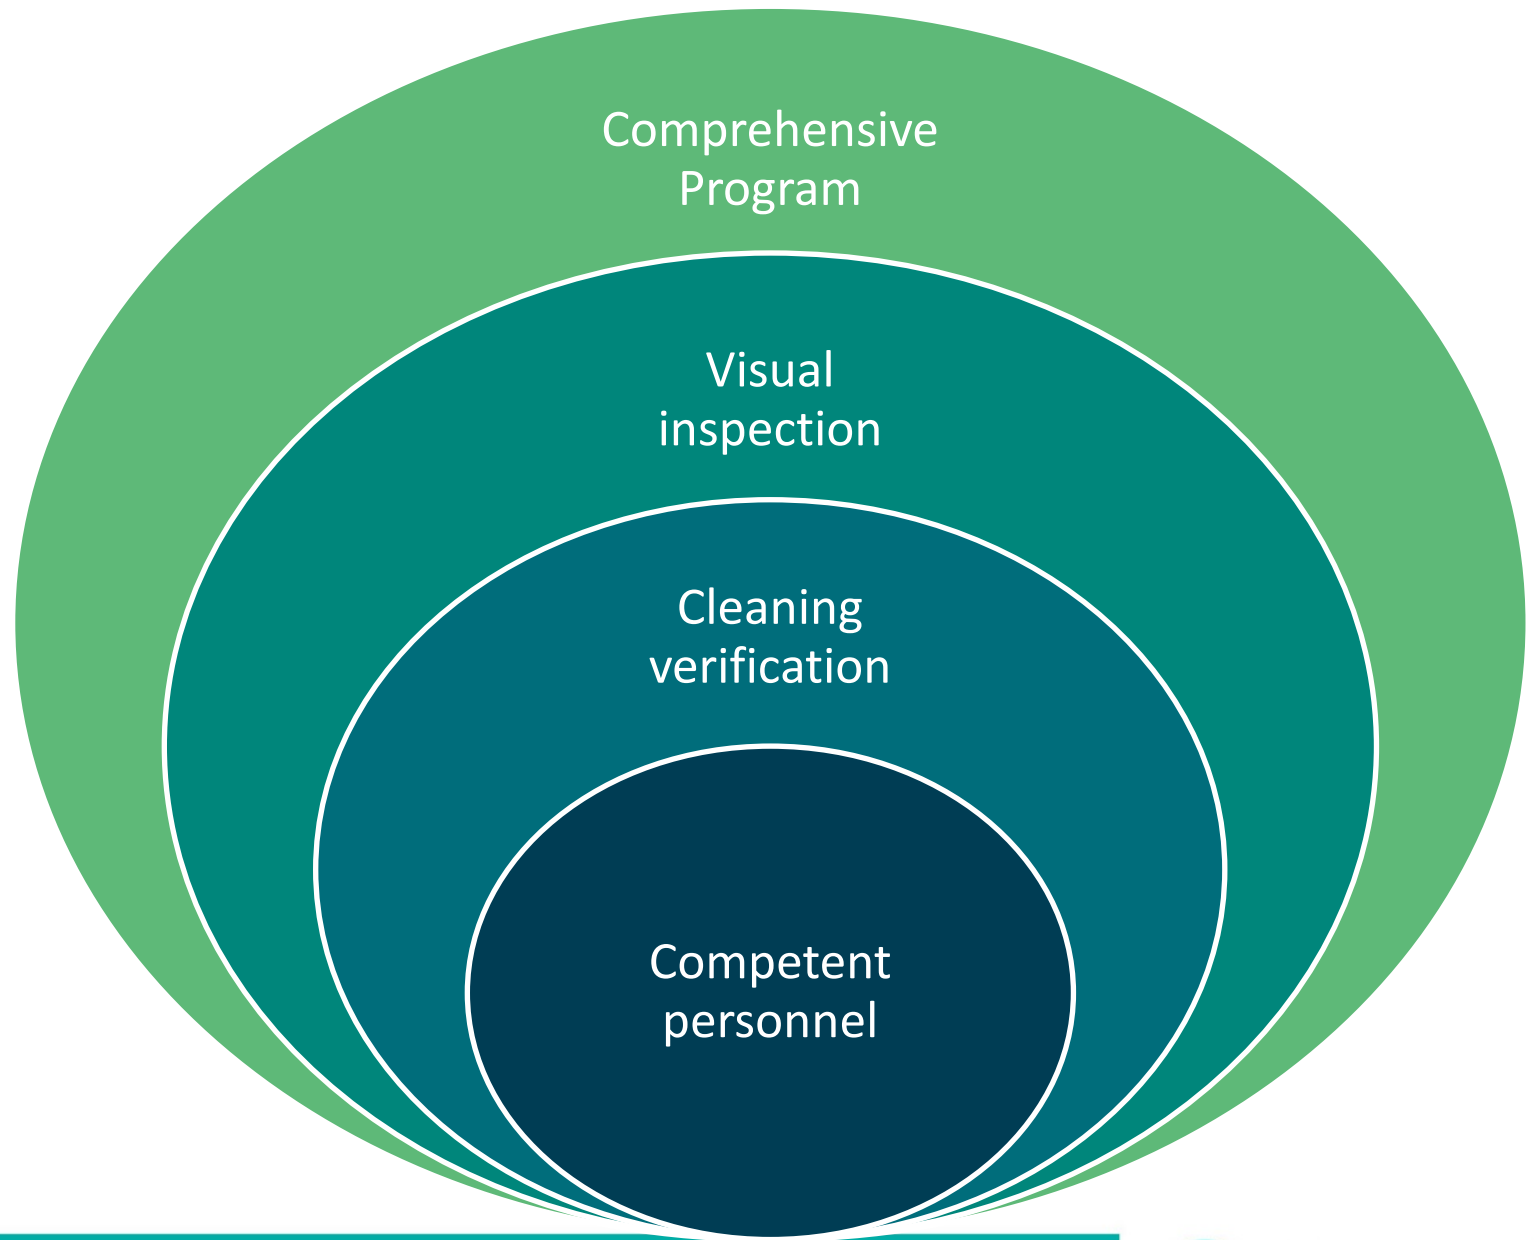 Comprehensive
Program
Visual
inspection
Cleaning
verification
Competent
personnel